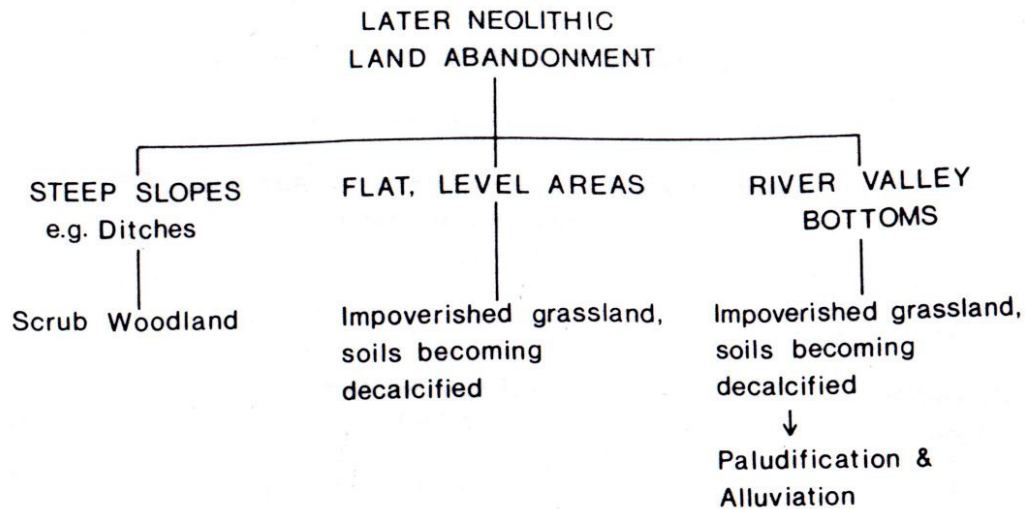 LATER NEOLITHIC
LAND ABANDONMENT
STEEP SLOPES
e.g. Ditches
FLAT, LEVEL AREAS
RIVER VALLEY
BOTTOMS
Scrub Woodland
Impoverished grassland,
soils becoming
decalcified
Impoverished grassland,
soils becoming
decalcified
↓
Paludification &
Alluviation